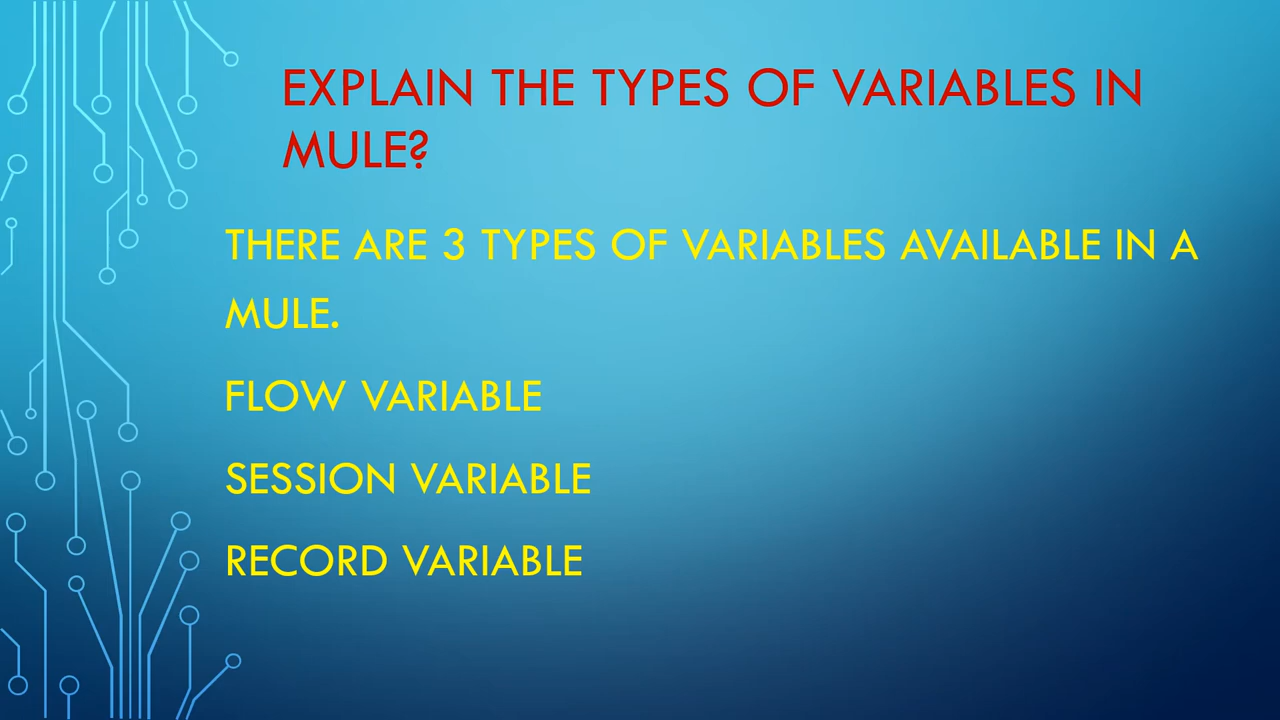 EXPLAIN THE TYPES OF VARIABLES IN
MULE?
THERE ARE 3 TYPES OF VARIABLES AVAILABLE IN A
MULE.
FLOW VARIABLE
SESSION VARIABLE
RECORD VARIABLE